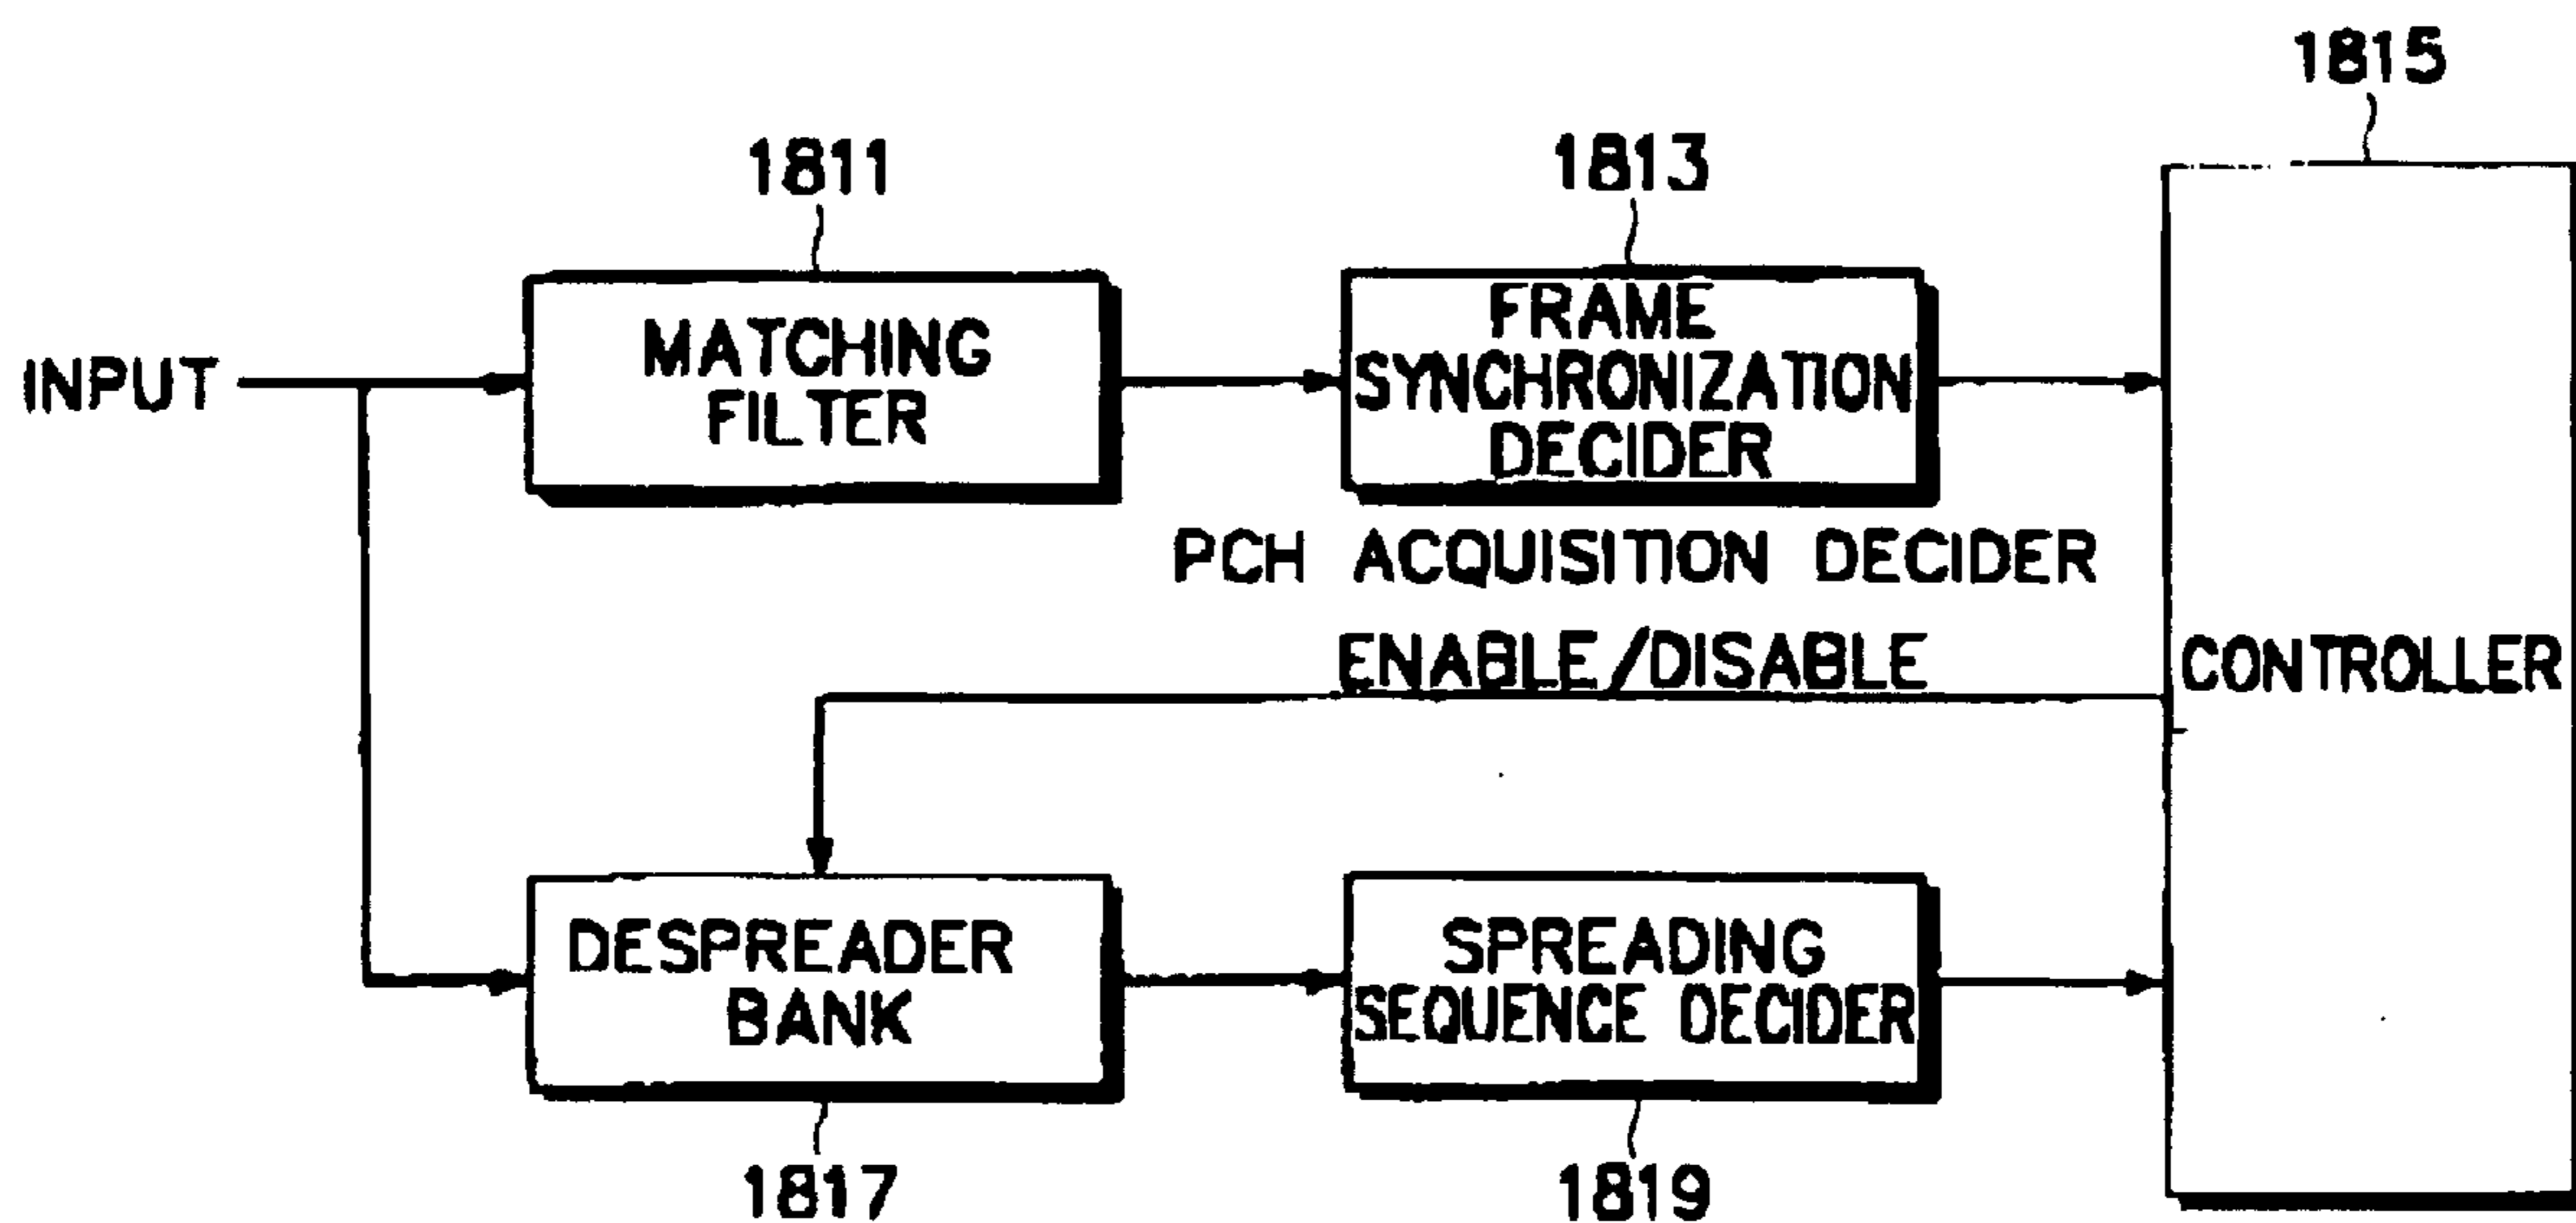 1815
1811
1813
INPUT
MATCHING
FILTER
FRAME
SYNCHRONIZATION
DECIDER
PCH ACQUISITION DECIDER
ENABLE/DISABLE
CONTROLLER
DESPREADER
BANK
SPREADING
SEQUENCE DECIDER
1817
1819